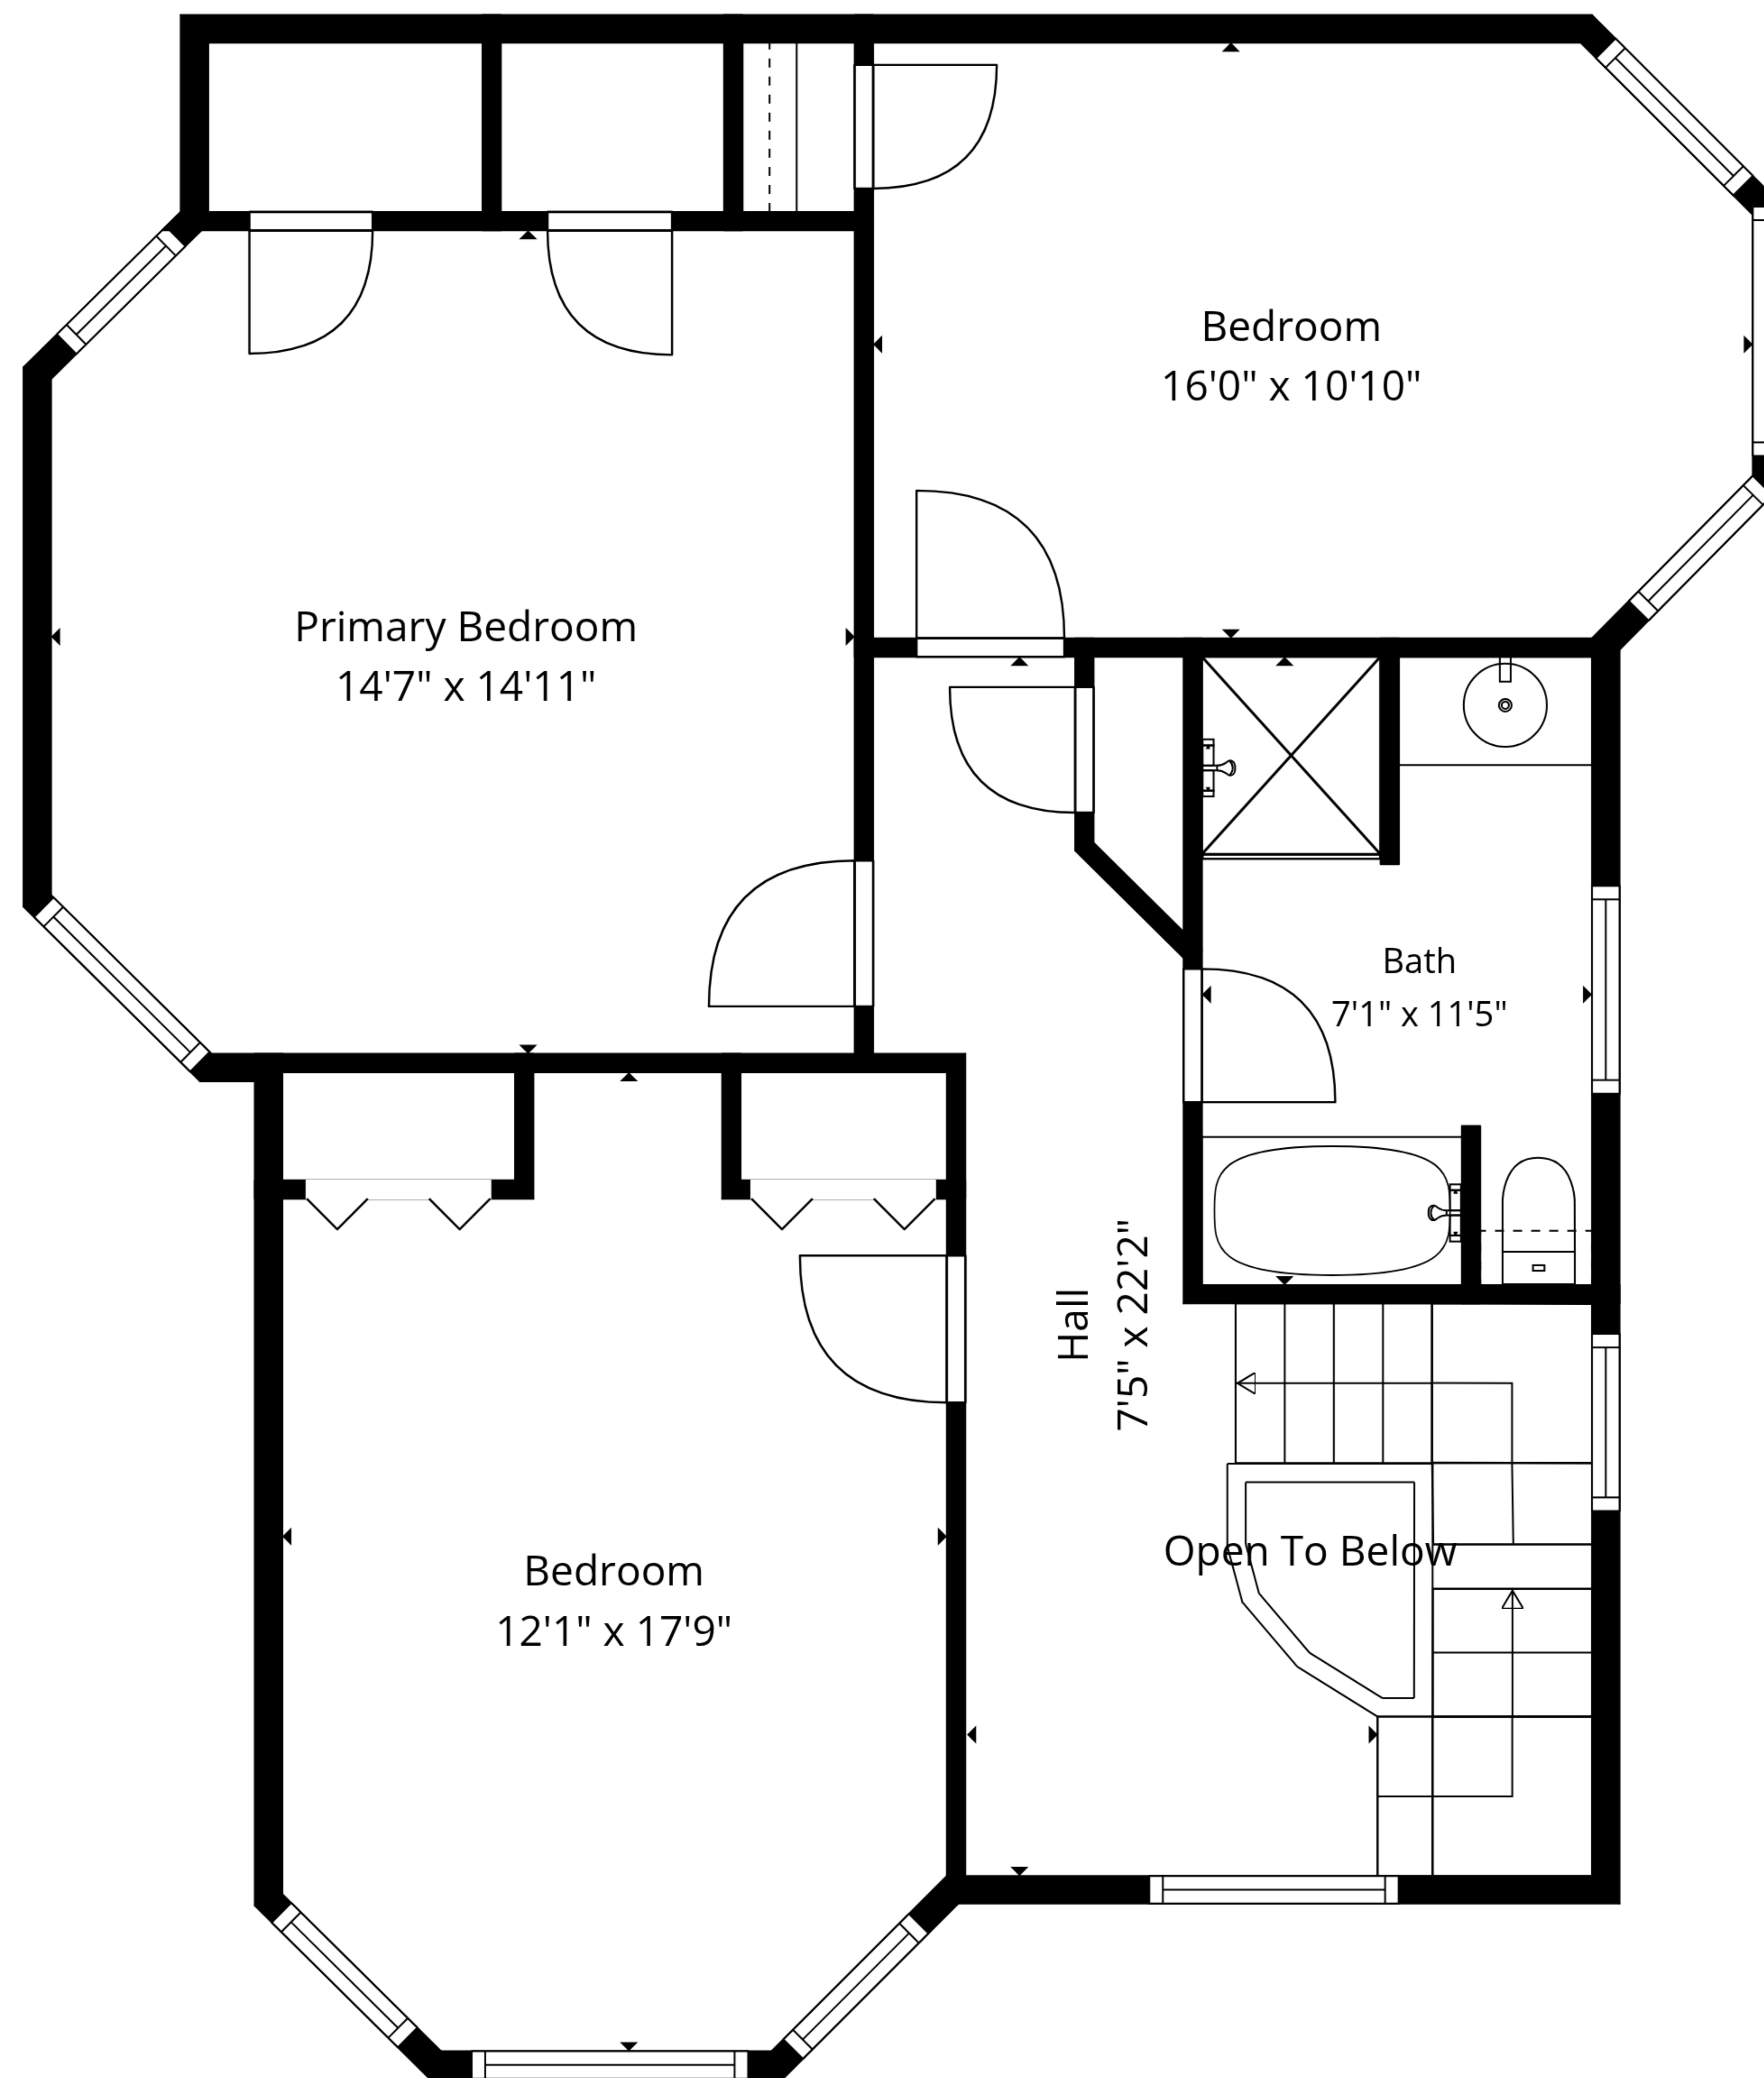 Bedroom
16'0" x 10'10"
Primary Bedroom
14'7" x 14'11"
Bath
7'1" x 11'5"
Hall
7'5" x 22'2"
Open To Below
Bedroom
12'1" x 17'9"